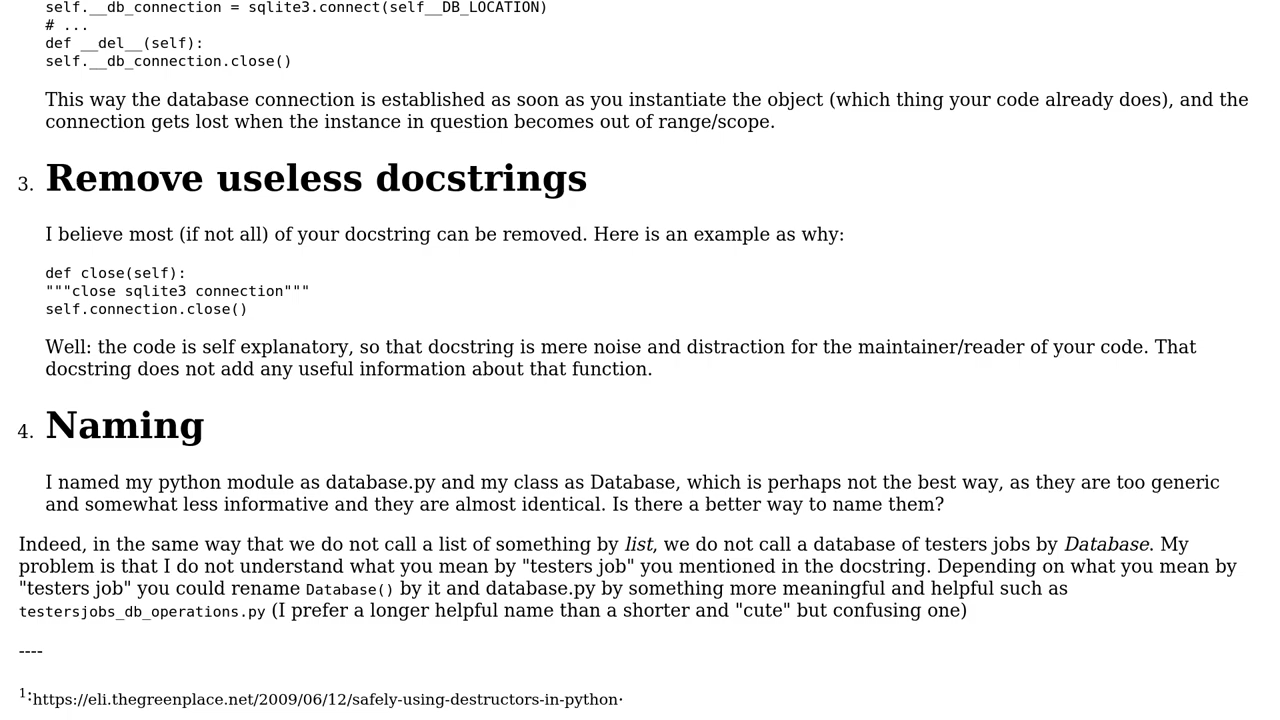 self.__db_connection = sqlite3.connect(self__DB_LOCATION)
# ...
def __del__(self):
self.__db_connection.close()
This way the database connection is established as soon as you instantiate the object (which thing your code already does), and the
connection gets lost when the instance in question becomes out of range/scope.
3. Remove useless docstrings
I believe most (if not all) of your docstring can be removed. Here is an example as why:
def close(self):
"""close sqlite3 connection"""
self.connection.close()
Well: the code is self explanatory, so that docstring is mere noise and distraction for the maintainer/reader of your code. That
docstring does not add any useful information about that function.
4. Naming
I named my python module as database.py and my class as Database, which is perhaps not the best way, as they are too generic
and somewhat less informative and they are almost identical. Is there a better way to name them?
Indeed, in the same way that we do not call a list of something by list, we do not call a database of testers jobs by Database. My
problem is that I do not understand what you mean by "testers job" you mentioned in the docstring. Depending on what you mean by
"testers job" you could rename Database() by it and database.py by something more meaningful and helpful such as
testersjobs_db_operations.py (I prefer a longer helpful name than a shorter and "cute" but confusing one)
----
1:https://eli.thegreenplace.net/2009/06/12/safely-using-destructors-in-python.